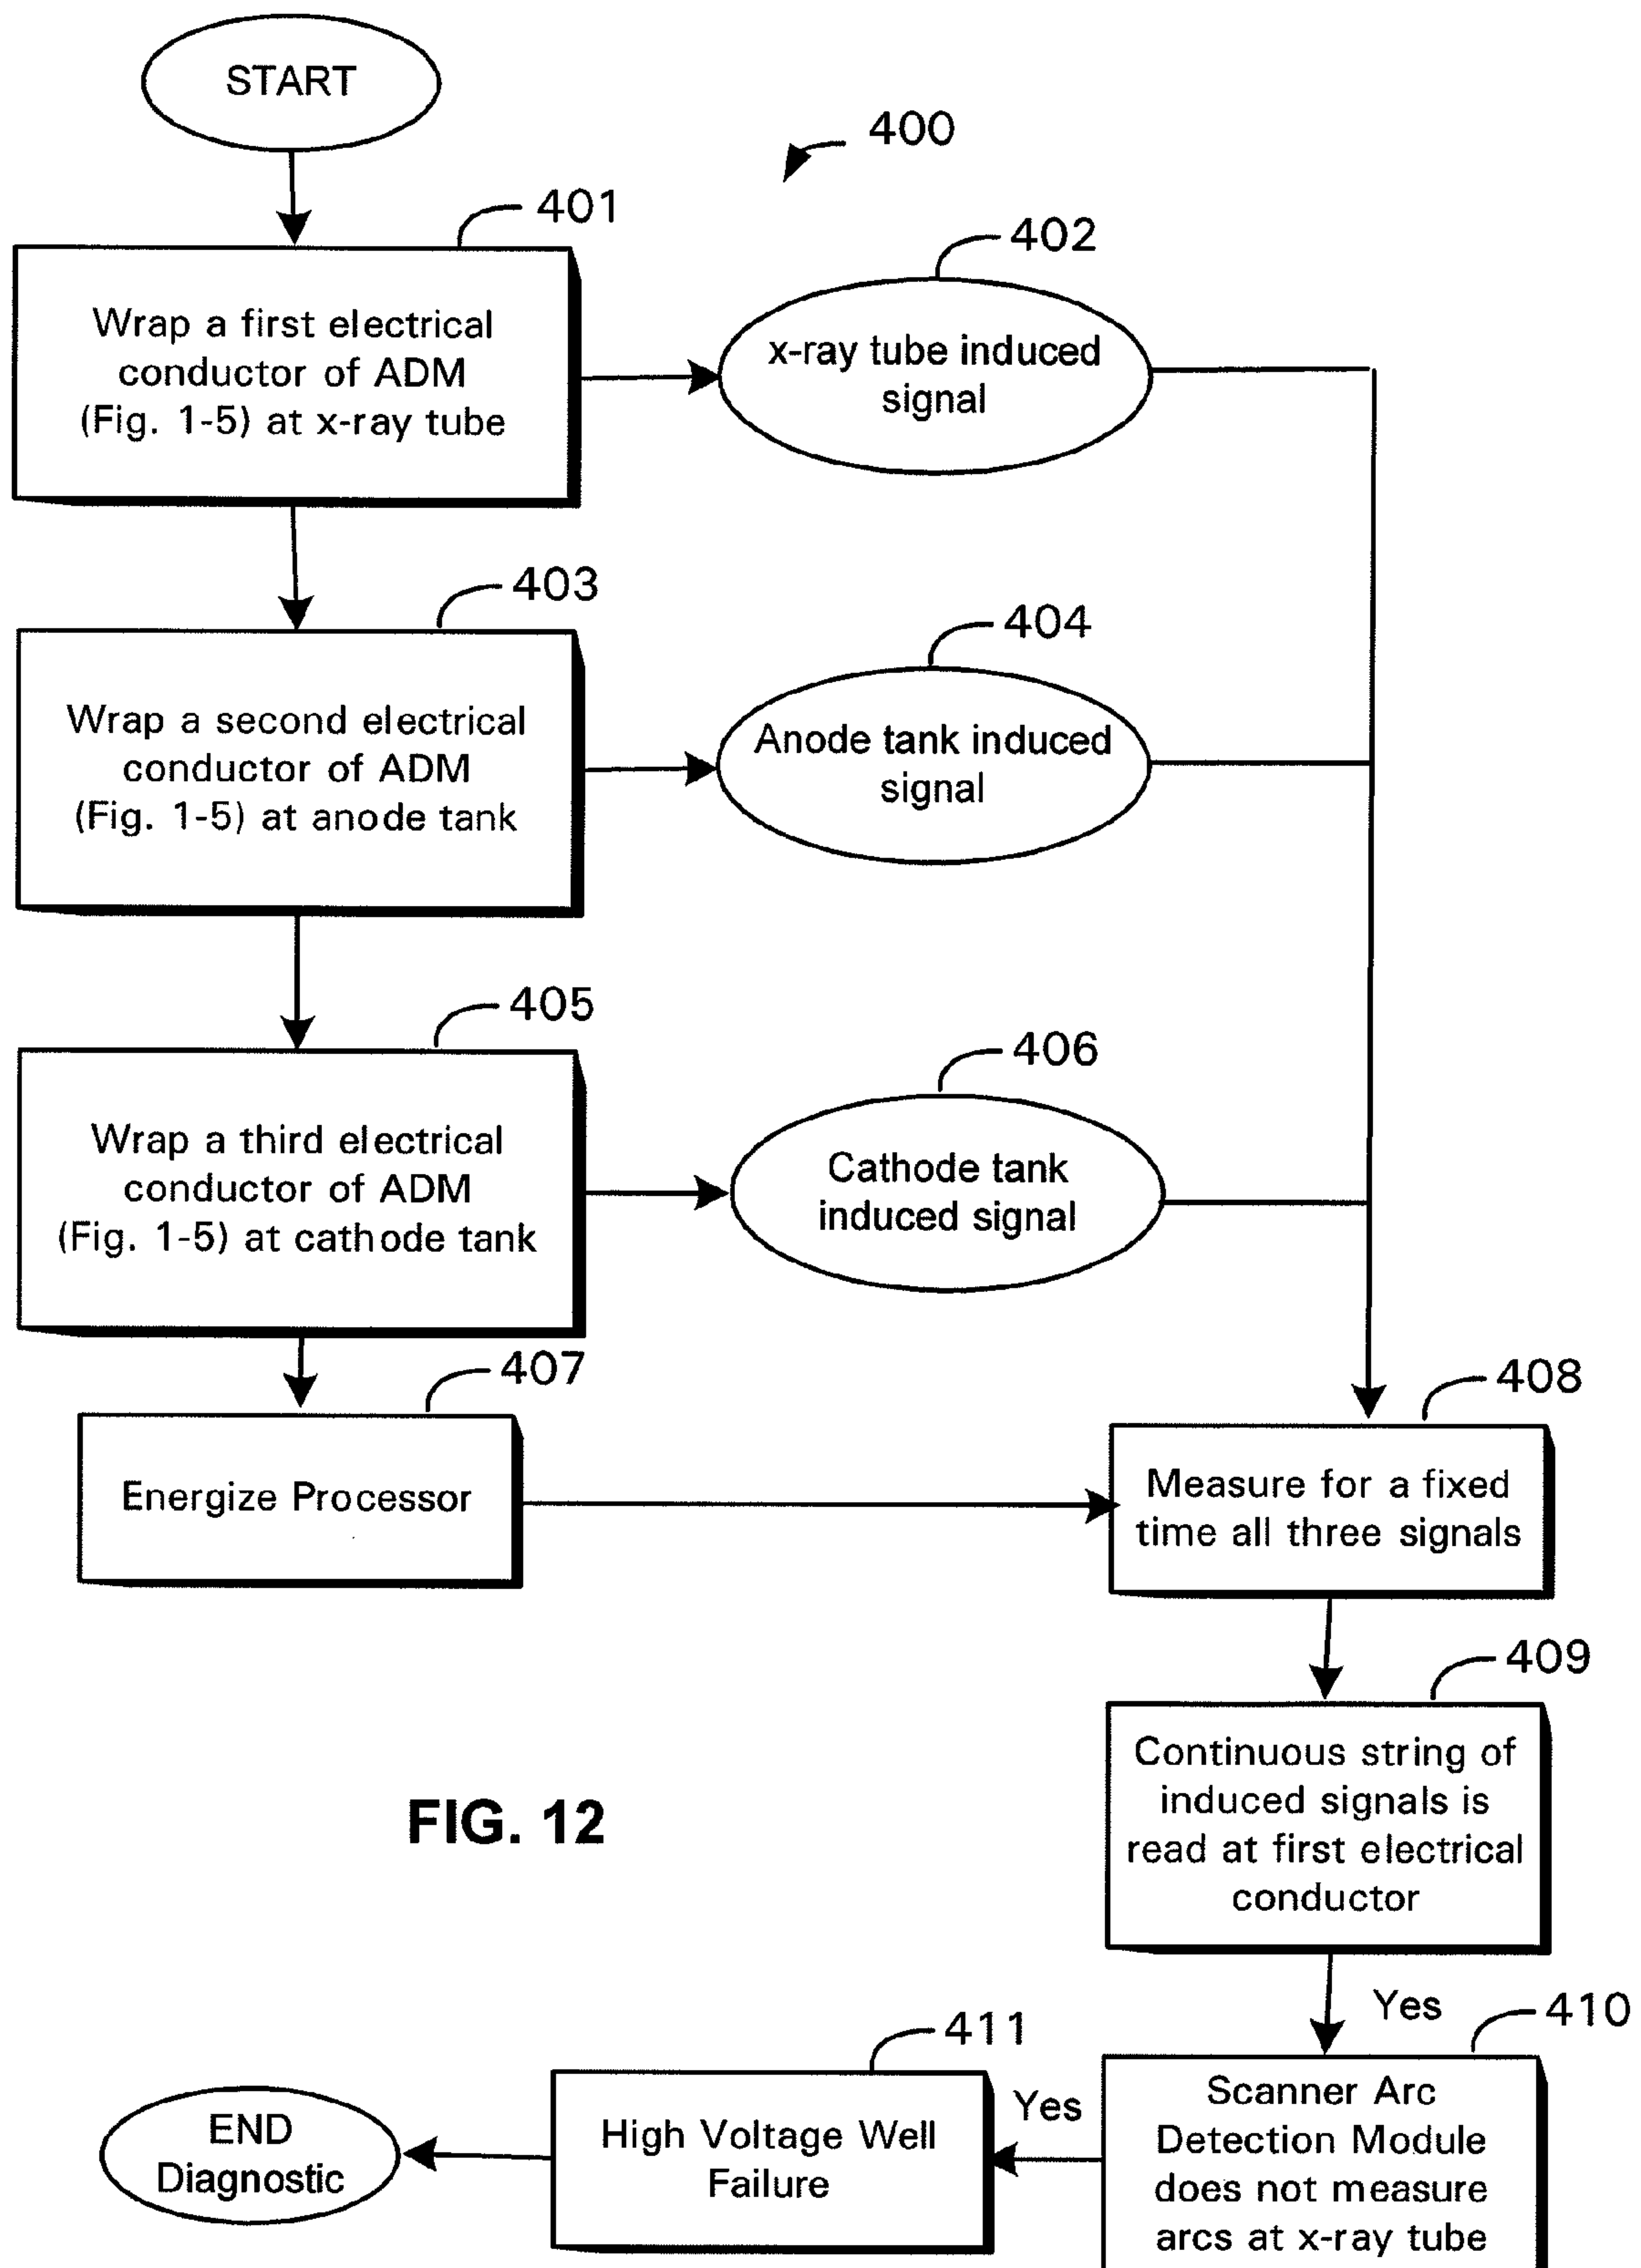 START
400
401
Wrap a first electrical
conductor of ADM
(Fig. 1-5) at x-ray tube
402
x-ray tube induced
signal
403
Wrap a second electrical
conductor of ADM
(Fig. 1-5) at anode tank
404
Anode tank induced
signal
405
Wrap a third electrical
conductor of ADM
(Fig. 1-5) at cathode tank
406
Cathode tank
induced signal
407
Energize Processor
408
Measure for a fixed
time all three signals
409
Continuous string of
induced signals is
read at first electrical
conductor
FIG. 12
Yes
410
Scanner Arc
Detection Module
does not measure
arcs at x-ray tube
Yes
411
High Voltage Well
Failure
END
Diagnostic